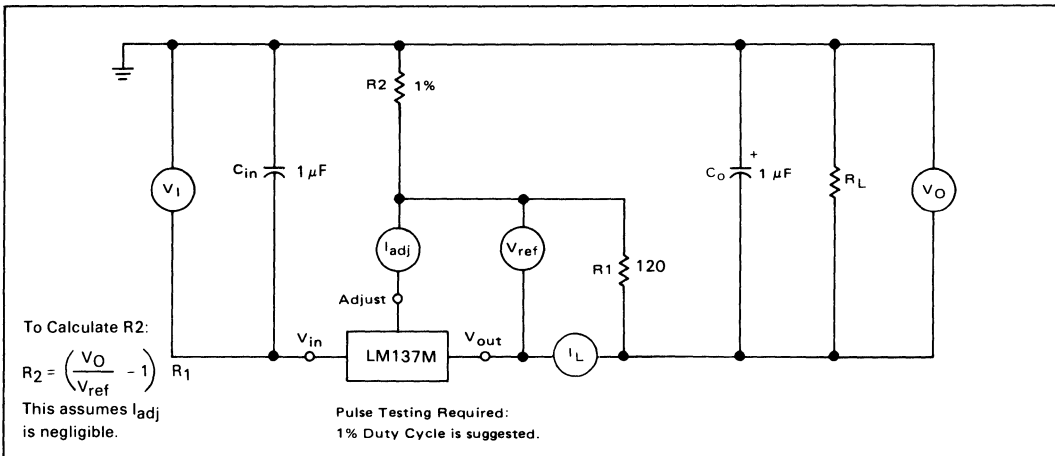 R2 1%
Cin 1 μF
+
CO 1 μF
RL
VI
VO
Iadj
Vref
R1 120
Adjust
Vin
LM137M
Vout
IL
To Calculate R2:
R2 = (VO/Vref - 1) R1
This assumes Iadj
is negligible.
Pulse Testing Required:
1% Duty Cycle is suggested.